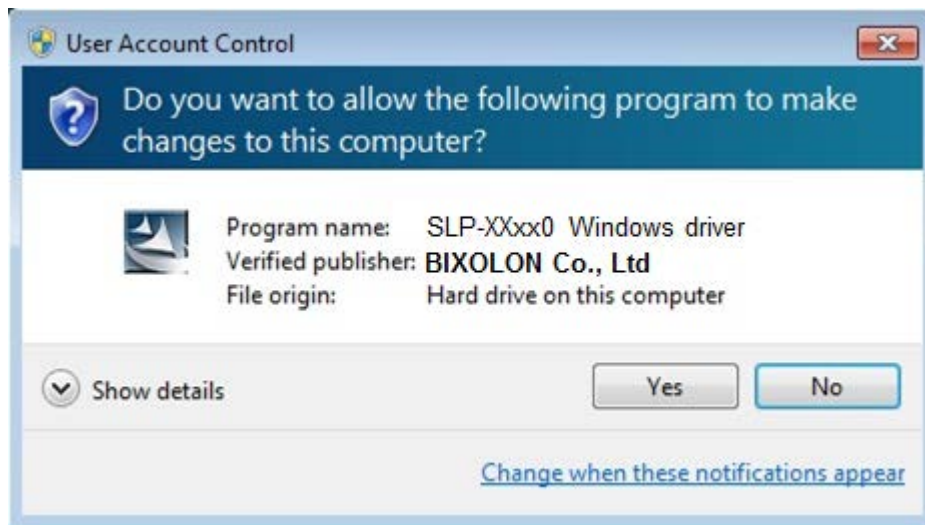 User Account Control
Do you want to allow the following program to make
changes to this computer?
Program name: SLP-XXxx0 Windows driver
Verified publisher: BIXOLON Co., Ltd
File origin: Hard drive on this computer
Show details
Yes
No
Change when these notifications appear